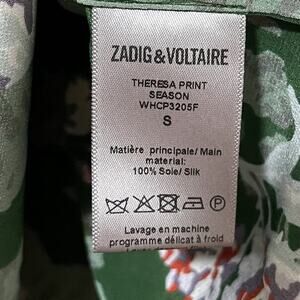 ZADIG&VOLTAIRE
THERESA PRINT
SEASON
WHCP3205F
S
Matière principale/ Main
material:
100% Soie/ Silk
P
Lavage en machine
programme délicat à froid